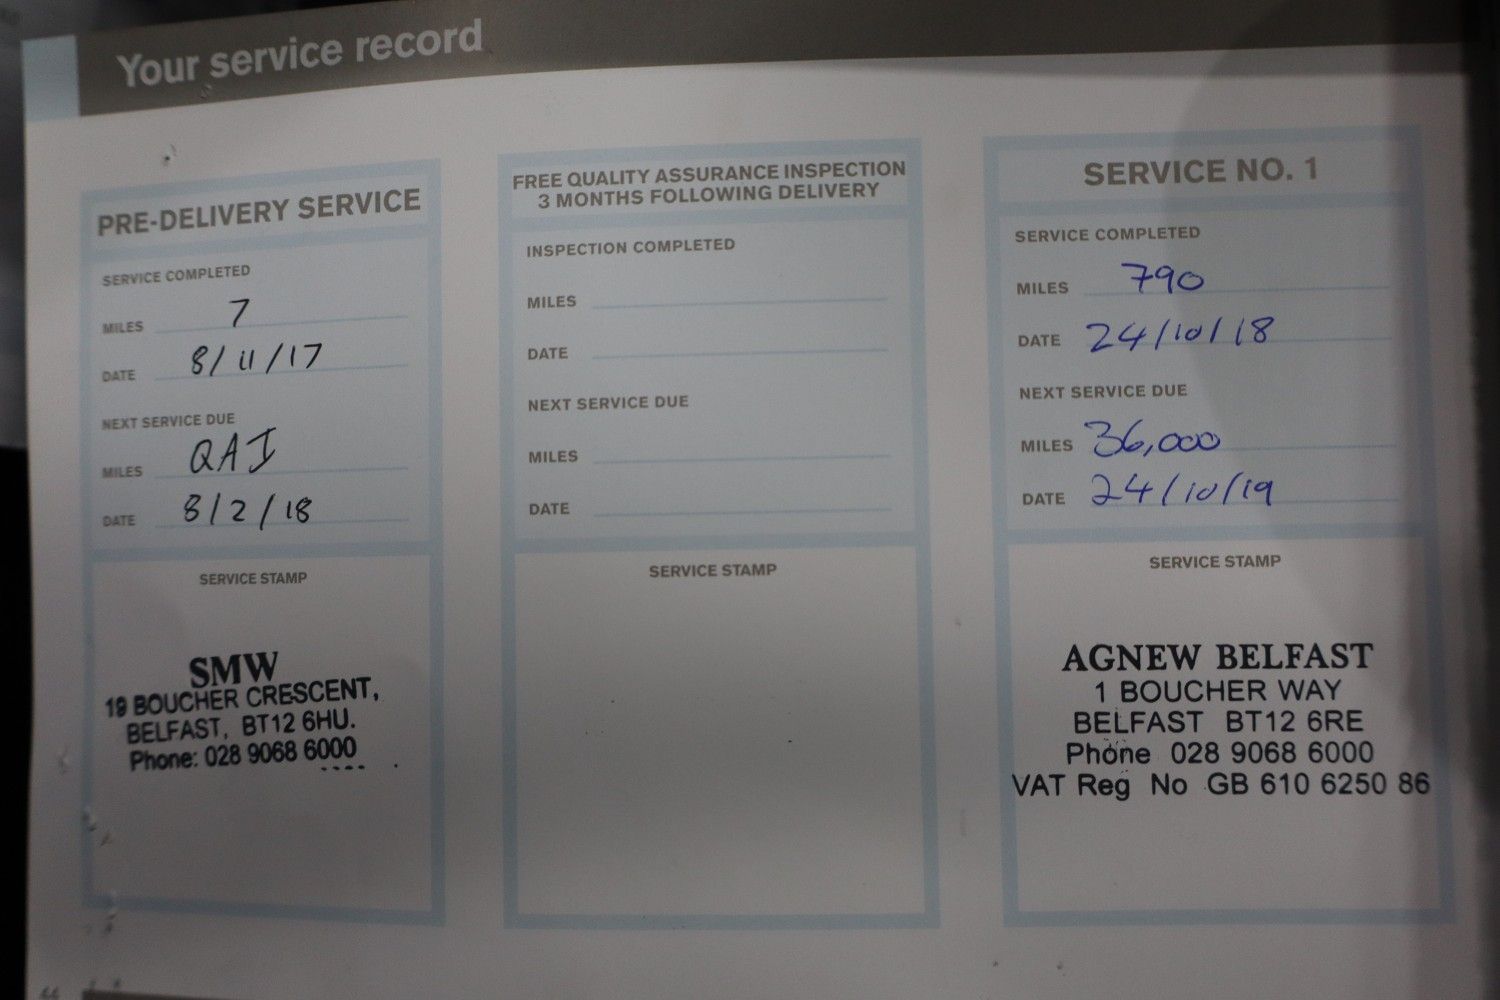 Your service record
PRE-DELIVERY SERVICE
SERVICE COMPLETED
MILES 7
DATE 8/11/17
NEXT SERVICE DUE
MILES QAI
DATE 8/2/18
SERVICE STAMP
SMW
19 BOUCHER CRESCENT,
BELFAST, BT12 6HU.
Phone: 028 9068 6000
FREE QUALITY ASSURANCE INSPECTION
3 MONTHS FOLLOWING DELIVERY
INSPECTION COMPLETED
MILES
DATE
NEXT SERVICE DUE
MILES
DATE
SERVICE STAMP
SERVICE NO. 1
SERVICE COMPLETED
MILES 790
DATE 24/10/18
NEXT SERVICE DUE
MILES 36,000
DATE 24/10/19
SERVICE STAMP
AGNEW BELFAST
1 BOUCHER WAY
BELFAST BT12 6RE
Phone 028 9068 6000
VAT Reg No GB 610 6250 86